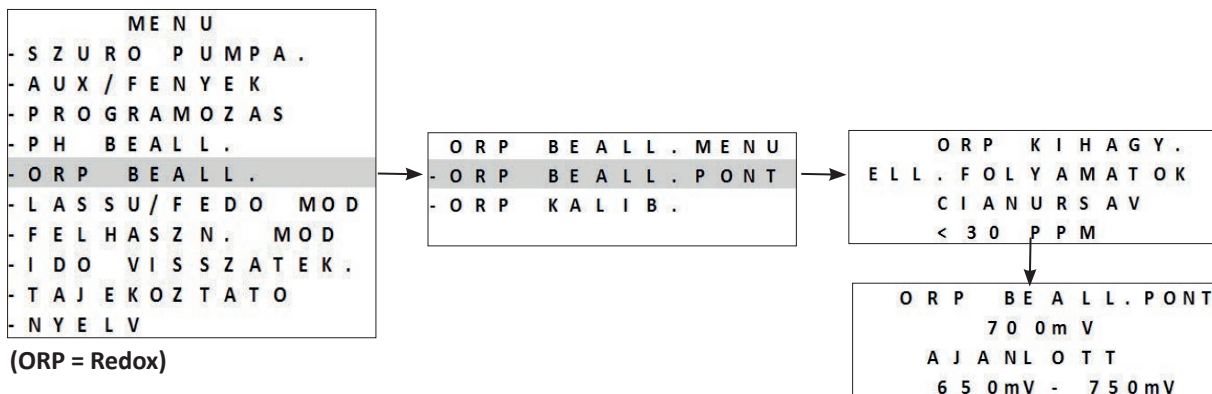 MENU
- SZURO PUMPA.
- AUX/FENYEK
- PROGRAMOZAS
- PH BEALL.
- ORP BEALL.
- LASSU/FEDO MOD
- FELHASZN. MOD
- IDO VISSZATEK.
- TAJEKOZTATO
- NYELV
(ORP = Redox)
ORP BEALL.MENU
- ORP BEALL.PONT
- ORP KALIB.
ORP KIHAGY.
ELL.FOLYAMATOK
CIANURSAV
<30 PPM
ORP BEALL.PONT
700mV
AJANLOTT
650mV - 750mV